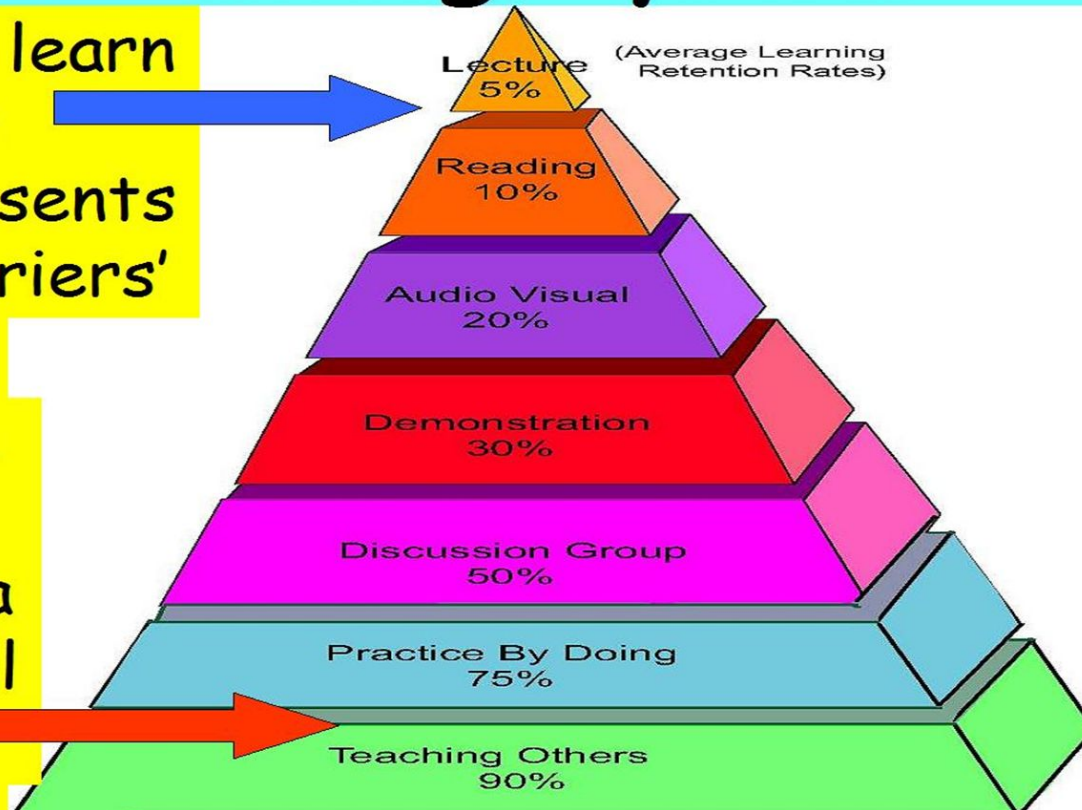 learn
sents
riers’
a
l
(Average Learning
Retention Rates)
Lecture
5%
Reading
10%
Audio Visual
20%
Demonstration
30%
Discussion Group
50%
Practice By Doing
75%
Teaching Others
90%